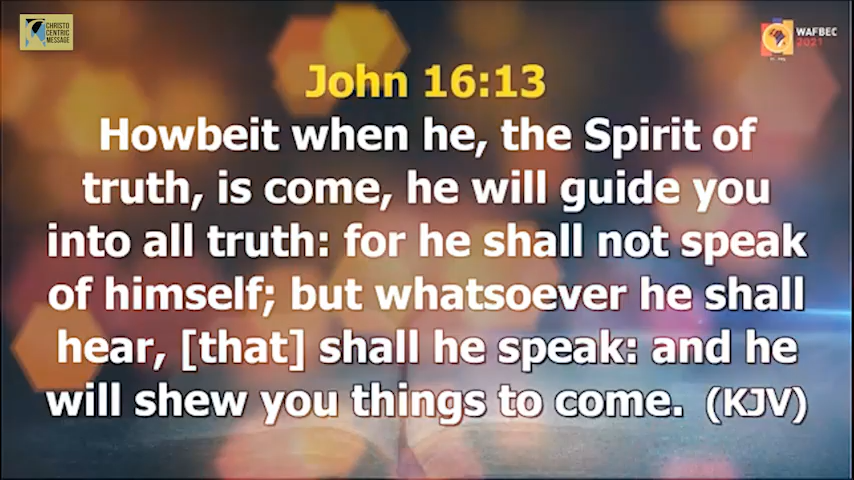 CHRISTO
CENTRIC
MESSAGE
WAFBEC
2021
John 16:13
Howbeit when he, the Spirit of
truth, is come, he will guide you
into all truth: for he shall not speak
of himself; but whatsoever he shall
hear, [that] shall he speak: and he
will shew you things to come. (KJV)